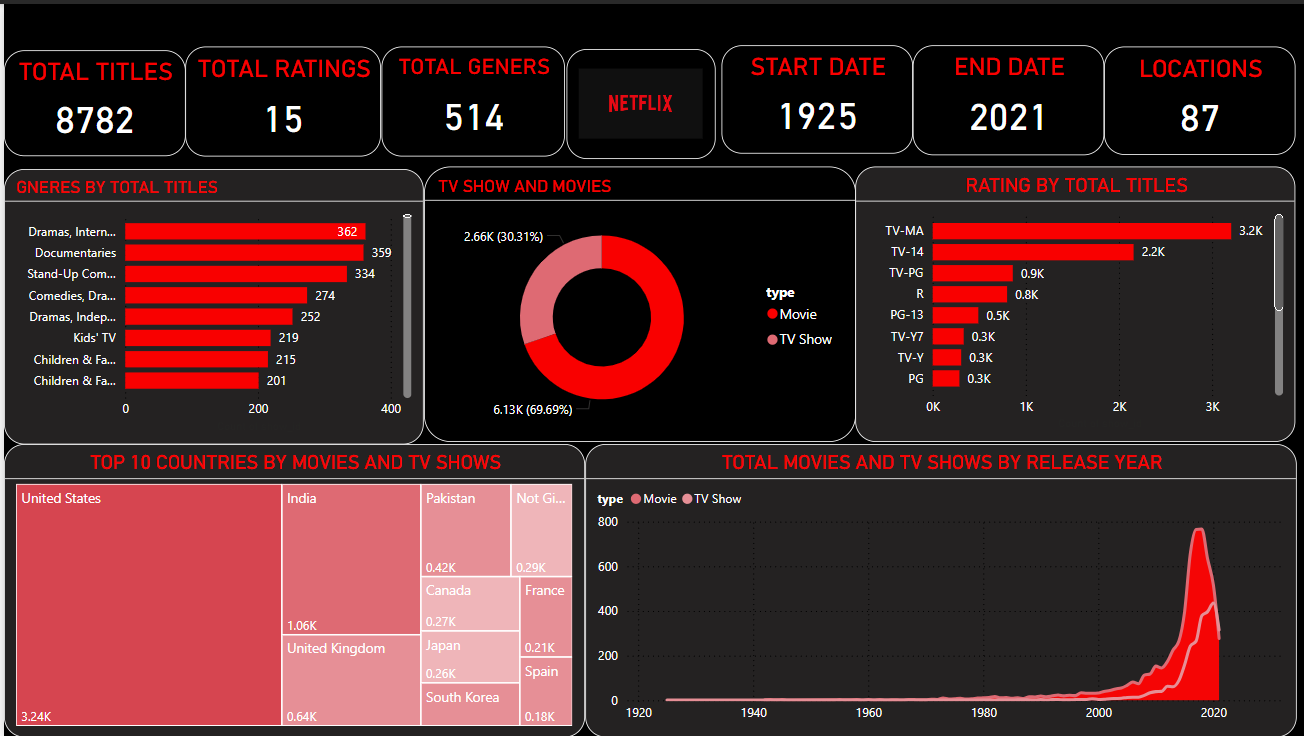 TOTAL TITLES
8782
TOTAL RATINGS
15
TOTAL GENERS
514
NETFLIX
START DATE
1925
END DATE
2021
LOCATIONS
87
GNERES BY TOTAL TITLES
Dramas, Intern... 362
Documentaries 359
Stand-Up Com... 334
Comedies, Dra... 274
Dramas, Indep... 252
Kids' TV 219
Children & Fa... 215
Children & Fa... 201
0 200 400
TV SHOW AND MOVIES
2.66K (30.31%)
6.13K (69.69%)
type
Movie
TV Show
RATING BY TOTAL TITLES
TV-MA 3.2K
TV-14 2.2K
TV-PG 0.9K
R 0.8K
PG-13 0.5K
TV-Y7 0.3K
TV-Y 0.3K
PG 0.3K
0K 1K 2K 3K
TOP 10 COUNTRIES BY MOVIES AND TV SHOWS
United States
3.24K
India
1.06K
United Kingdom
0.64K
Pakistan
0.42K
Not Gi...
0.29K
Canada
0.27K
Japan
0.26K
South Korea
France
0.21K
Spain
0.18K
TOTAL MOVIES AND TV SHOWS BY RELEASE YEAR
type Movie TV Show
800
600
400
200
0
1920 1940 1960 1980 2000 2020